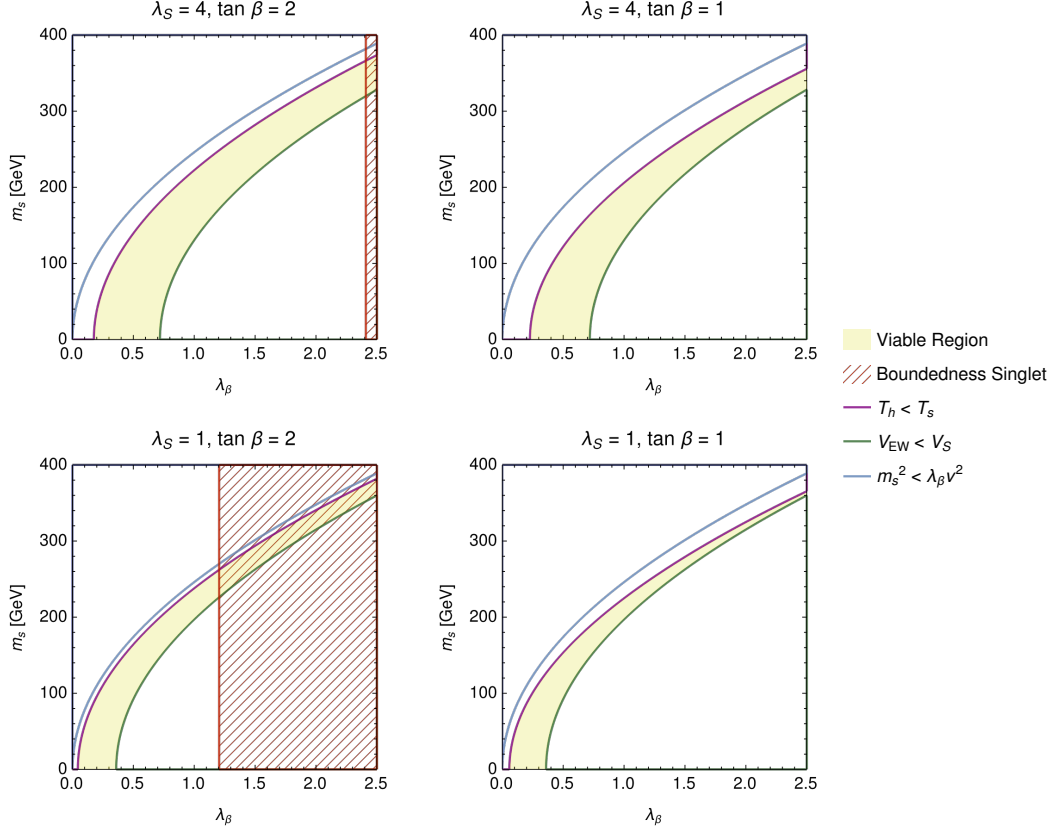 λ_S = 4, tan β = 2
400
300
200
100
0
m_s [GeV]
0.0 0.5 1.0 1.5 2.0 2.5
λ_β
λ_S = 4, tan β = 1
400
300
200
100
0
m_s [GeV]
0.0 0.5 1.0 1.5 2.0 2.5
λ_β
λ_S = 1, tan β = 2
400
300
200
100
0
m_s [GeV]
0.0 0.5 1.0 1.5 2.0 2.5
λ_β
λ_S = 1, tan β = 1
400
300
200
100
0
m_s [GeV]
0.0 0.5 1.0 1.5 2.0 2.5
λ_β
Viable Region
Boundedness Singlet
T_h < T_s
V_EW < V_S
m_s² < λ_β v²